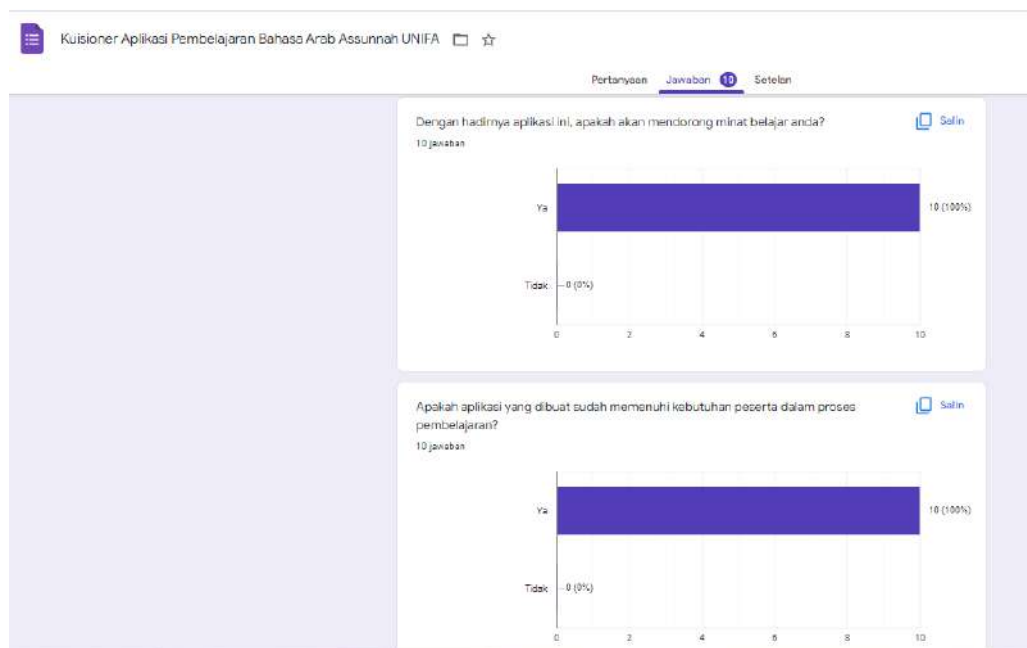 Kuisioner Aplikasi Pembelajaran Bahasa Arab Assunnah UNIFA
Pertanyaan Jawaban 10 Setelan
Dengan hadirnya aplikasi ini, apakah akan mendorong minat belajar anda?
Salin
10 jawaban
Ya
10 (100%)
Tidak
0 (0%)
0 2 4 6 8 10
Apakah aplikasi yang dibuat sudah memenuhi kebutuhan peserta dalam proses
pembelajaran?
Salin
10 jawaban
Ya
10 (100%)
Tidak
0 (0%)
0 2 4 6 8 10